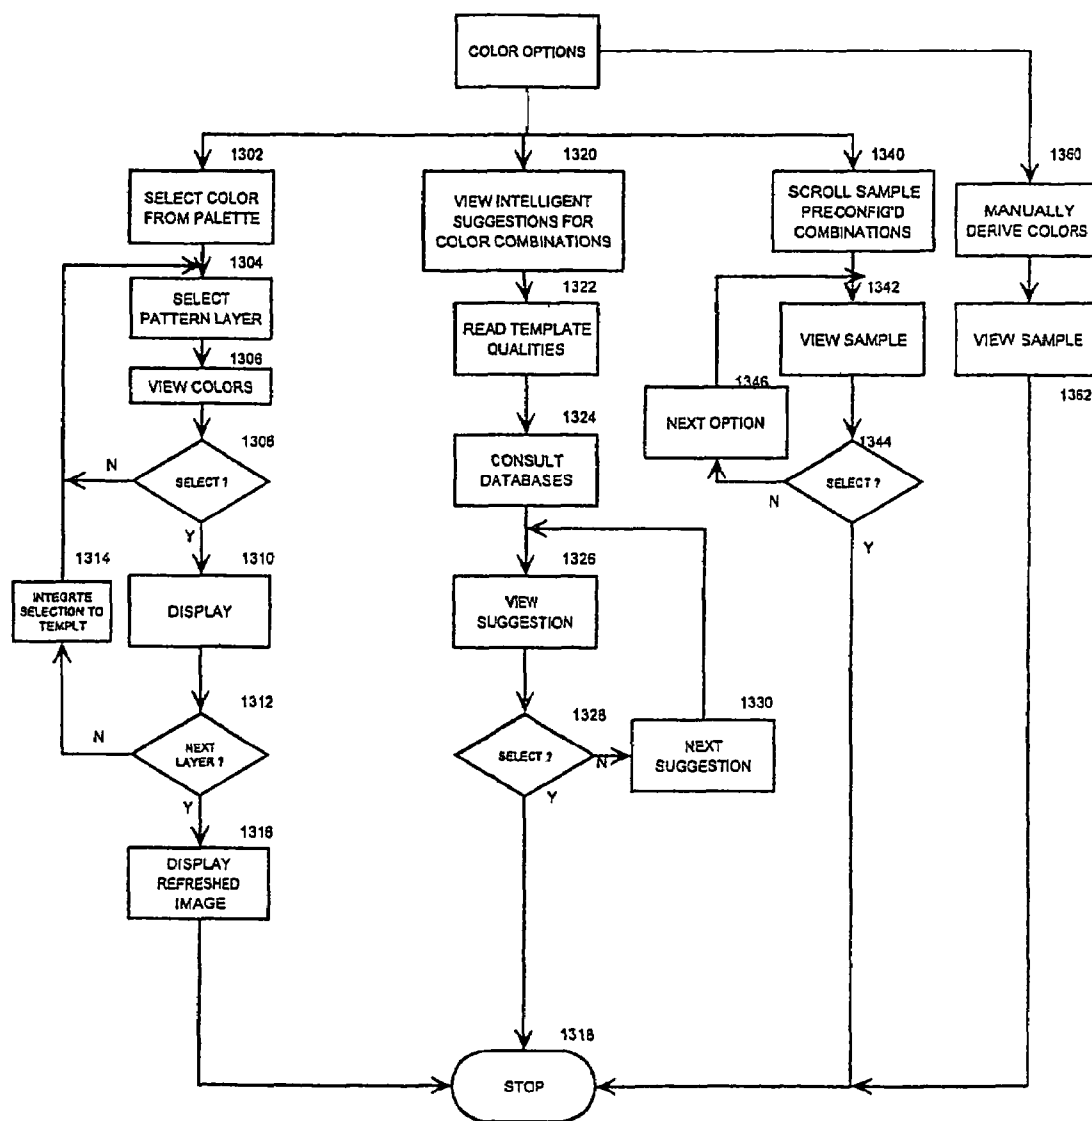 COLOR OPTIONS
1302
SELECT COLOR
FROM PALETTE
1304
SELECT
PATTERN LAYER
1306
VIEW COLORS
1308
SELECT ?
N
Y
1310
DISPLAY
1314
INTEGRTE
SELECTION TO
TEMPLT
1312
NEXT
LAYER ?
N
Y
1316
DISPLAY
REFRESHED
IMAGE
1320
VIEW INTELLIGENT
SUGGESTIONS FOR
COLOR COMBINATIONS
1322
READ TEMPLATE
QUALITIES
1324
CONSULT
DATABASES
1326
VIEW
SUGGESTION
1328
SELECT ?
N
Y
1330
NEXT
SUGGESTION
1340
SCROLL SAMPLE
PRE-CONFIG'D
COMBINATIONS
1342
VIEW SAMPLE
1346
NEXT OPTION
1344
SELECT ?
N
Y
1360
MANUALLY
DERIVE COLORS
VIEW SAMPLE
1362
1318
STOP